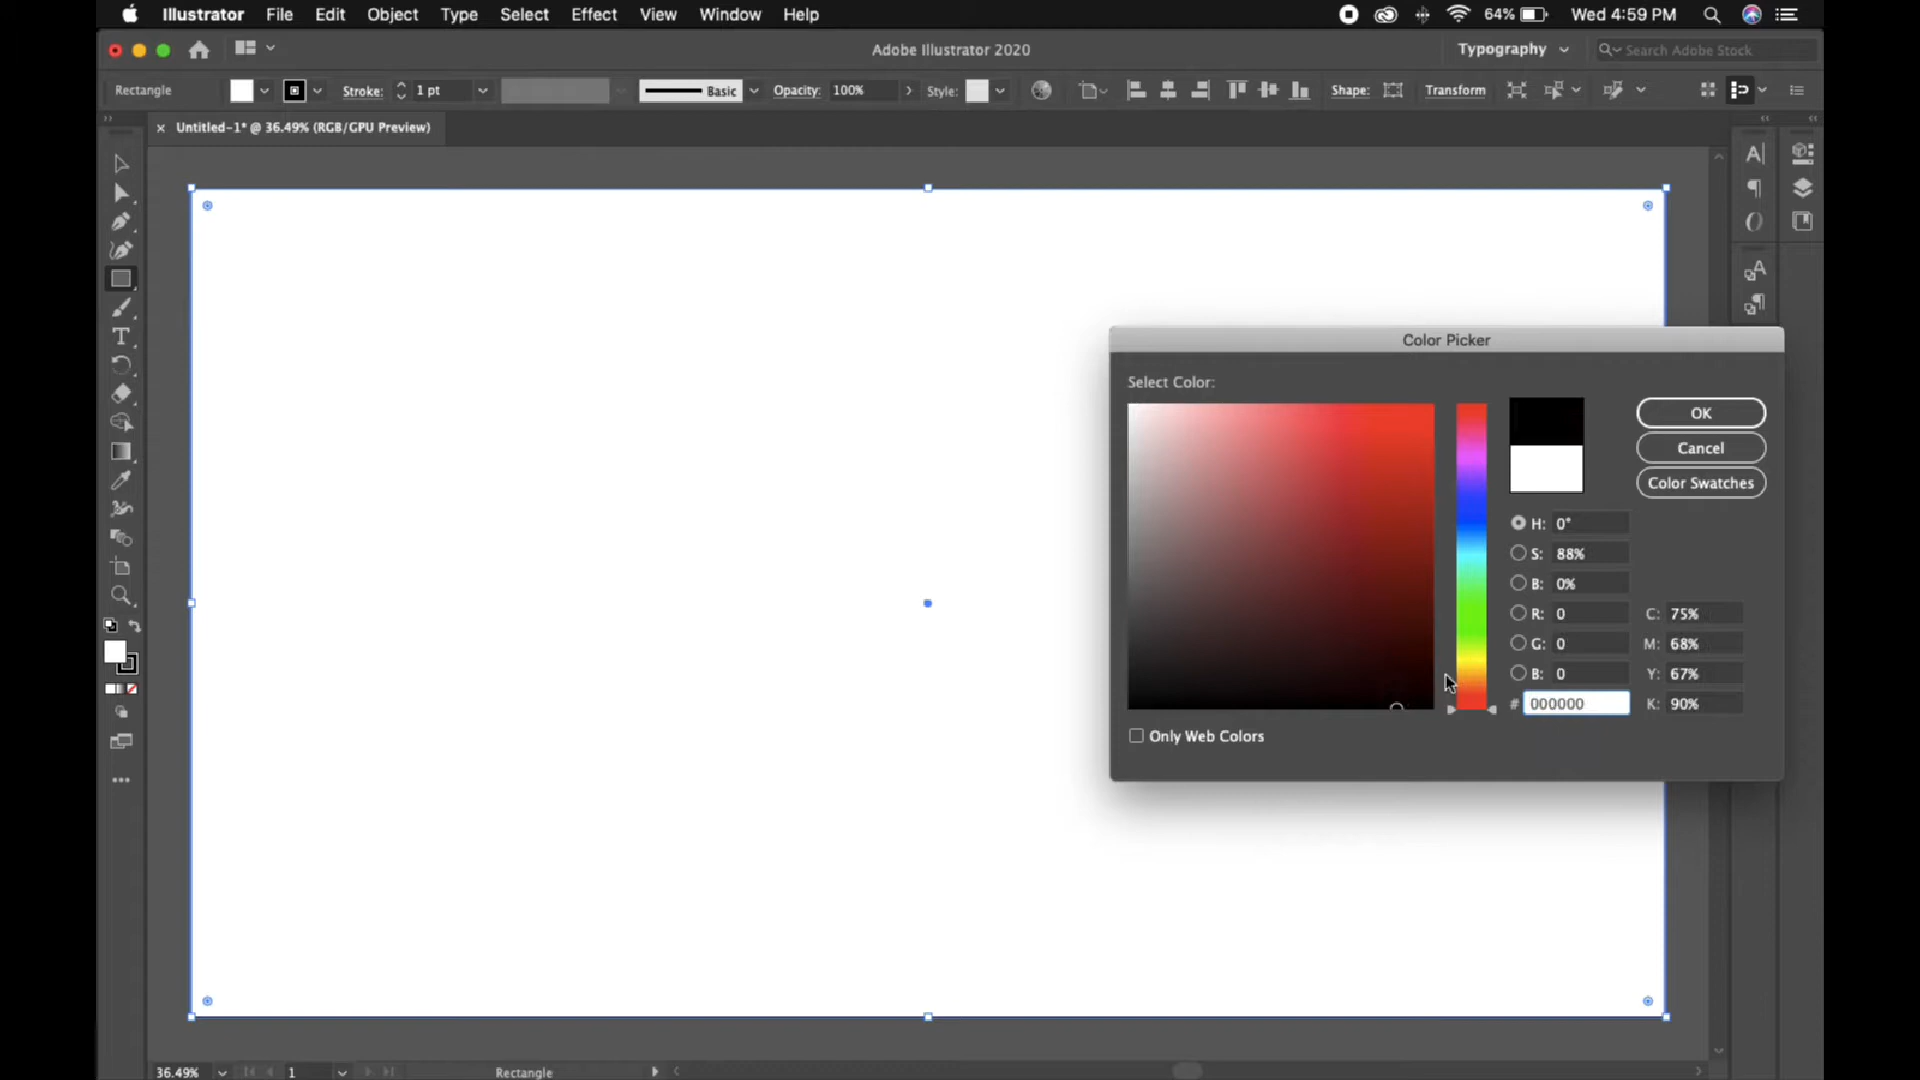 Illustrator File Edit Object Type Select Effect View Window Help 64% Wed 4:59 PM
Adobe Illustrator 2020 Typography Search Adobe Stock
Rectangle Stroke: 1 pt Basic Opacity: 100% Style: Shape: Transform
Untitled-1* @ 36.49% (RGB/GPU Preview)
Color Picker
Select Color:
OK
Cancel
Color Swatches
H: 0°
S: 88%
B: 0%
R: 0 C: 75%
G: 0 M: 68%
B: 0 Y: 67%
# 000000 K: 90%
Only Web Colors
36.49% 1 Rectangle